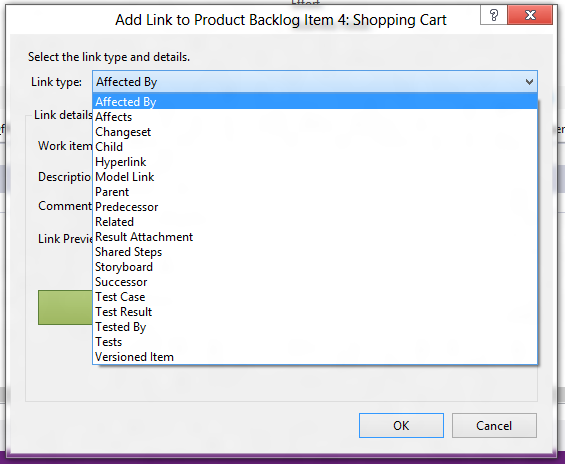 Add Link to Product Backlog Item 4: Shopping Cart
?
Select the link type and details.
Link type: Affected By
Affected By
Affects
Changeset
Child
Hyperlink
Model Link
Parent
Predecessor
Related
Result Attachment
Shared Steps
Storyboard
Successor
Test Case
Test Result
Tested By
Tests
Versioned Item
Link details
Work item
Descriptio
Comment
Link Previe
OK
Cancel